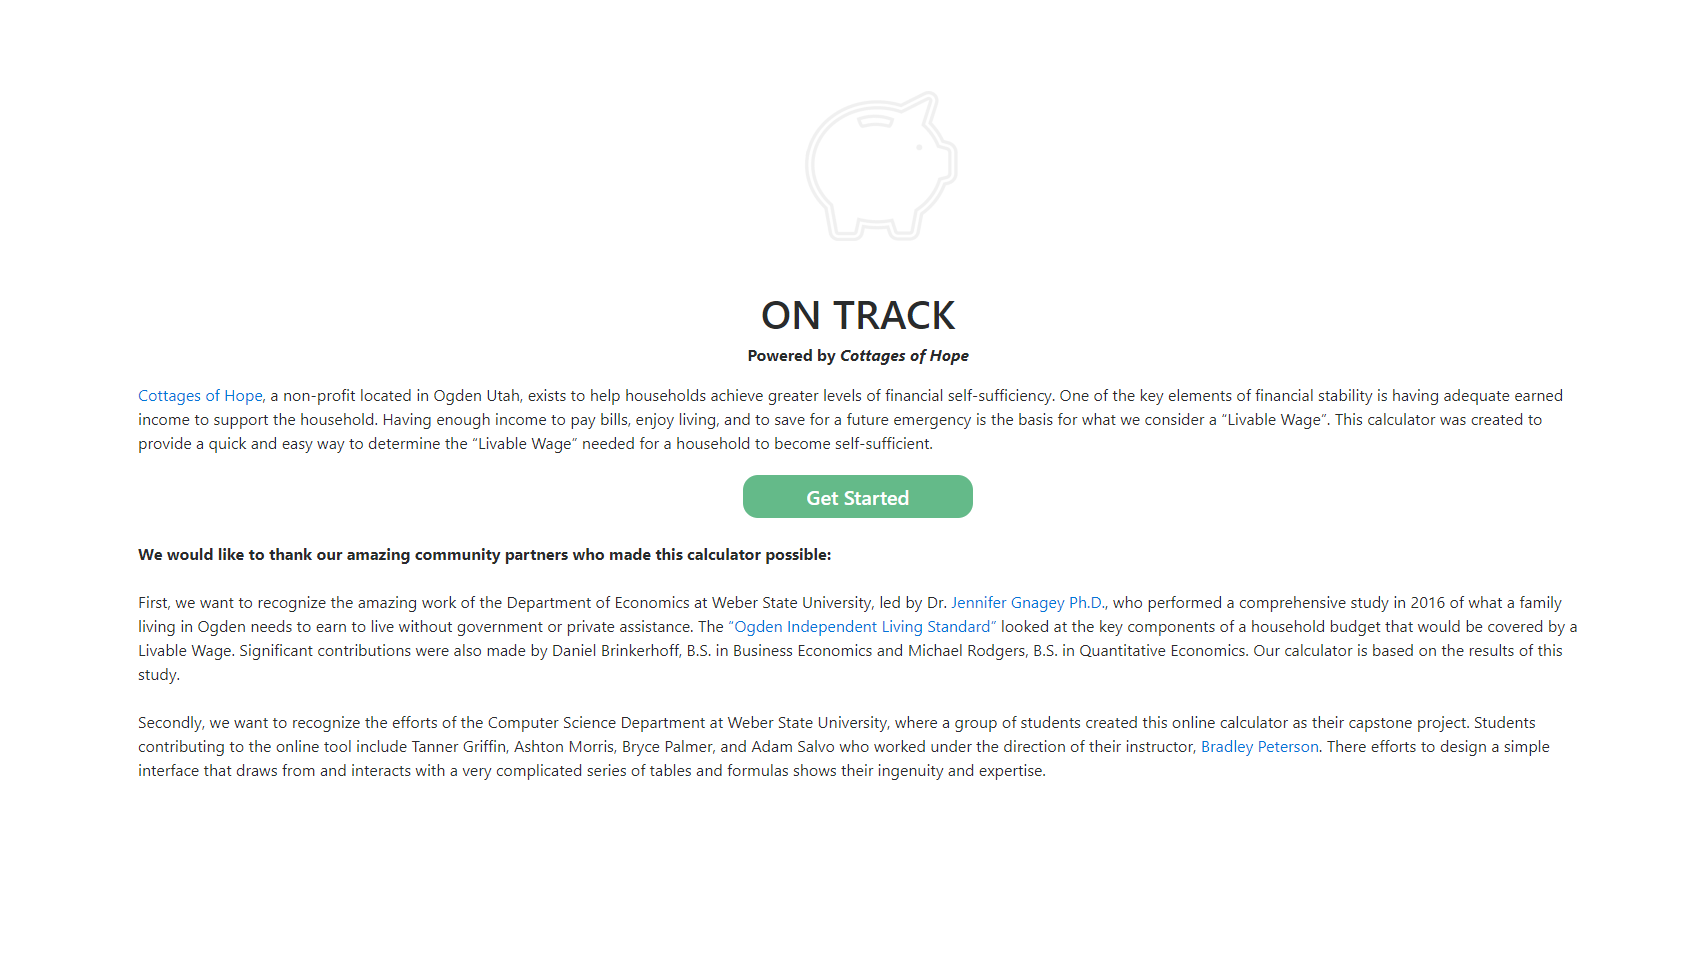 ON TRACK
Powered by Cottages of Hope
Cottages of Hope, a non-profit located in Ogden Utah, exists to help households achieve greater levels of financial self-sufficiency. One of the key elements of financial stability is having adequate earned
income to support the household. Having enough income to pay bills, enjoy living, and to save for a future emergency is the basis for what we consider a “Livable Wage”. This calculator was created to
provide a quick and easy way to determine the “Livable Wage” needed for a household to become self-sufficient.
Get Started
We would like to thank our amazing community partners who made this calculator possible:
First, we want to recognize the amazing work of the Department of Economics at Weber State University, led by Dr. Jennifer Gnagey Ph.D., who performed a comprehensive study in 2016 of what a family
living in Ogden needs to earn to live without government or private assistance. The “Ogden Independent Living Standard” looked at the key components of a household budget that would be covered by a
Livable Wage. Significant contributions were also made by Daniel Brinkerhoff, B.S. in Business Economics and Michael Rodgers, B.S. in Quantitative Economics. Our calculator is based on the results of this
study.
Secondly, we want to recognize the efforts of the Computer Science Department at Weber State University, where a group of students created this online calculator as their capstone project. Students
contributing to the online tool include Tanner Griffin, Ashton Morris, Bryce Palmer, and Adam Salvo who worked under the direction of their instructor, Bradley Peterson. There efforts to design a simple
interface that draws from and interacts with a very complicated series of tables and formulas shows their ingenuity and expertise.